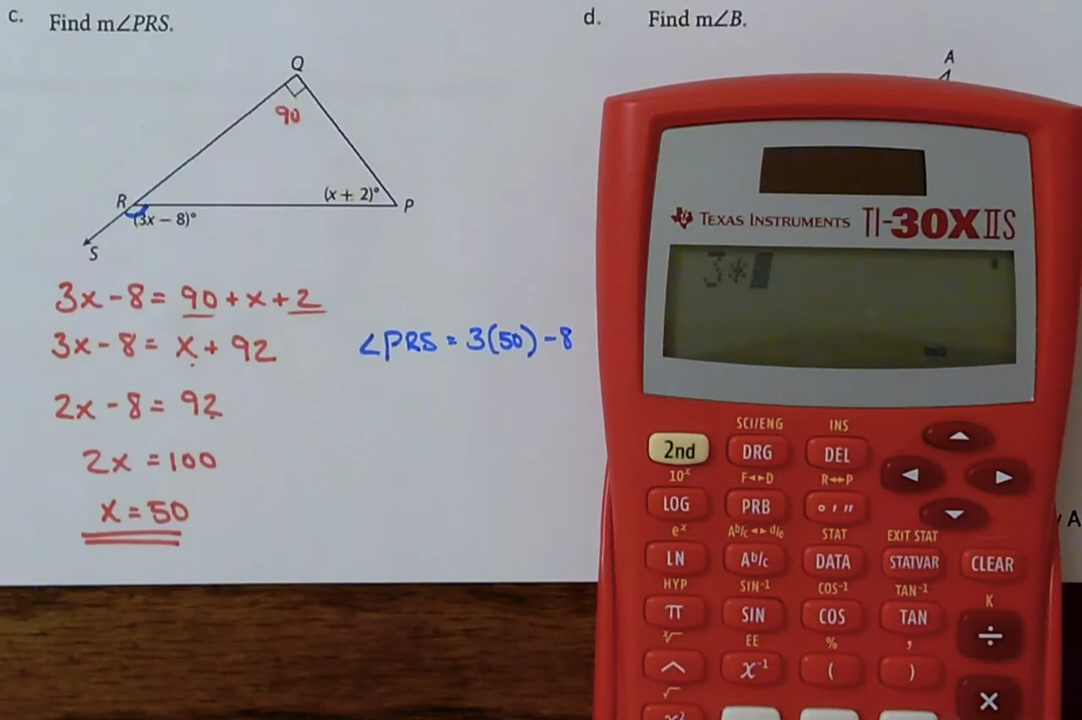 c. Find m∠PRS.
Q
90
R
(x + 2)°
P
(3x – 8)°
S
3x - 8 = 90 + x + 2
3x - 8 = x + 92
2x - 8 = 92
2x = 100
x = 50
∠PRS = 3(50) - 8
d. Find m∠B.
A
TEXAS INSTRUMENTS TI-30X IIS
3*
SCI/ENG INS
2nd DRG DEL
10ˣ F◄►D R◄►P
LOG PRB ° ' "
eˣ Ab/c ◄► d/e STAT EXIT STAT
LN Ab/c DATA STATVAR CLEAR
HYP SIN⁻¹ COS⁻¹ TAN⁻¹ K
π SIN COS TAN ÷
ˣ√ EE % ,
^ x⁻¹ ( ) ×
√
x²
A